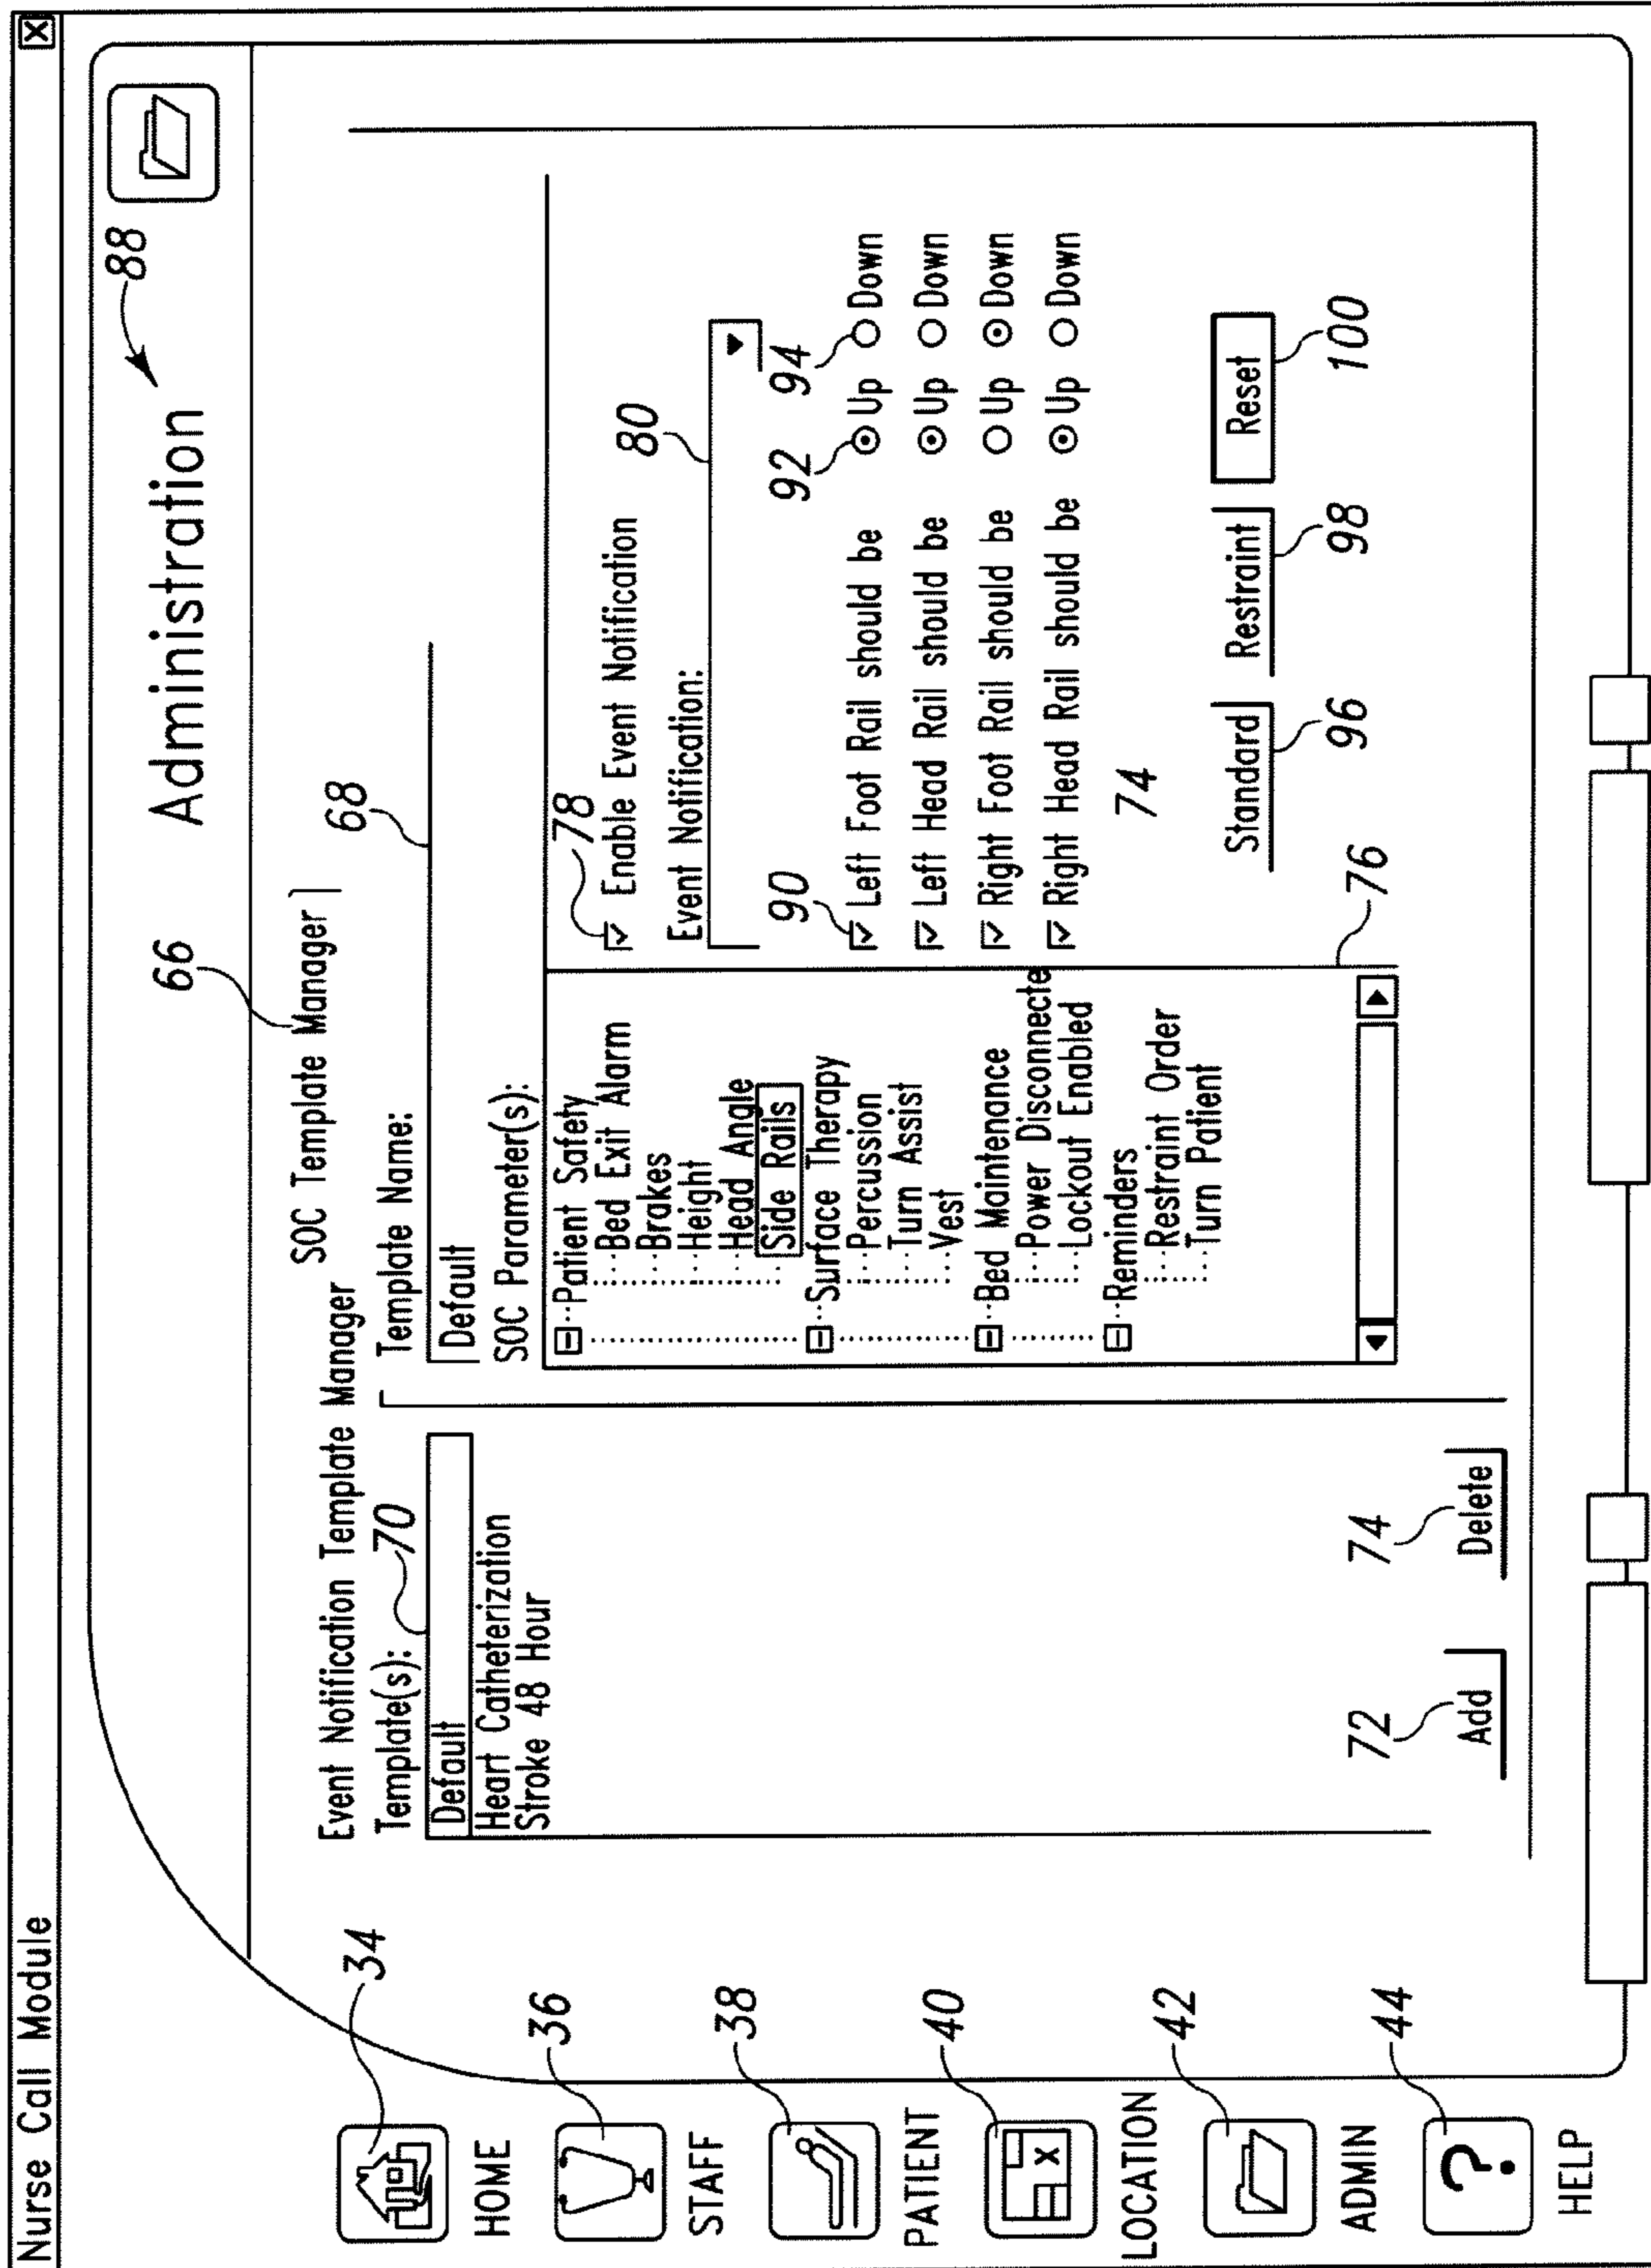 Nurse Call Module
X
Administration
88
66
SOC Template Manager
Event Notification Template Manager
Template(s):
70
Default
Heart Catheterization
Stroke 48 Hour
72
Add
74
Delete
Template Name:
68
Default
SOC Parameter(s):
Patient Safety
Bed Exit Alarm
Brakes
Height
Head Angle
Side Rails
Surface Therapy
Percussion
Turn Assist
Vest
Bed Maintenance
Power Disconnecte
Lockout Enabled
Reminders
Restraint Order
Turn Patient
76
78
Enable Event Notification
Event Notification:
80
90
92
94
Left Foot Rail should be Up Down
Left Head Rail should be Up Down
Right Foot Rail should be Up Down
Right Head Rail should be Up Down
74
Standard Restraint Reset
96 98 100
34
HOME
36
STAFF
38
PATIENT
40
X
LOCATION
42
ADMIN
44
?
HELP